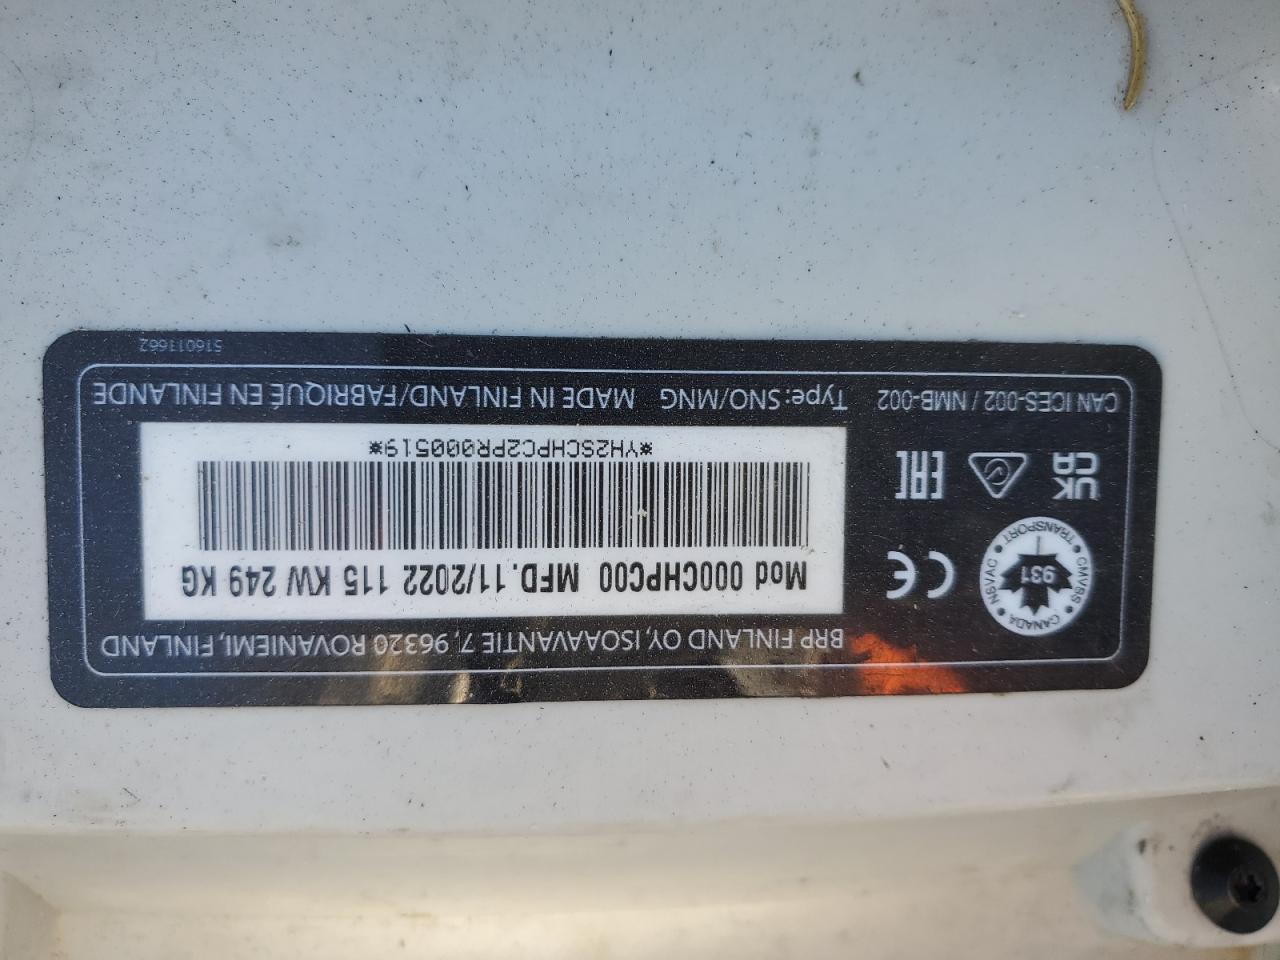 BRP FINLAND OY, ISOAAVANTIE 7, 96320 ROVANIEMI, FINLAND
Mod 000CHPC00 MFD.11/2022 115 KW 249 KG
*YH2SCHPC2PR000519*
CANADA
931
NSVAC • TRANSPORT • CMVSS
CE
UK
CA
EAC
CAN ICES-002 / NMB-002 Type: SNO/MNG MADE IN FINLAND/FABRIQUÉ EN FINLANDE
516011662